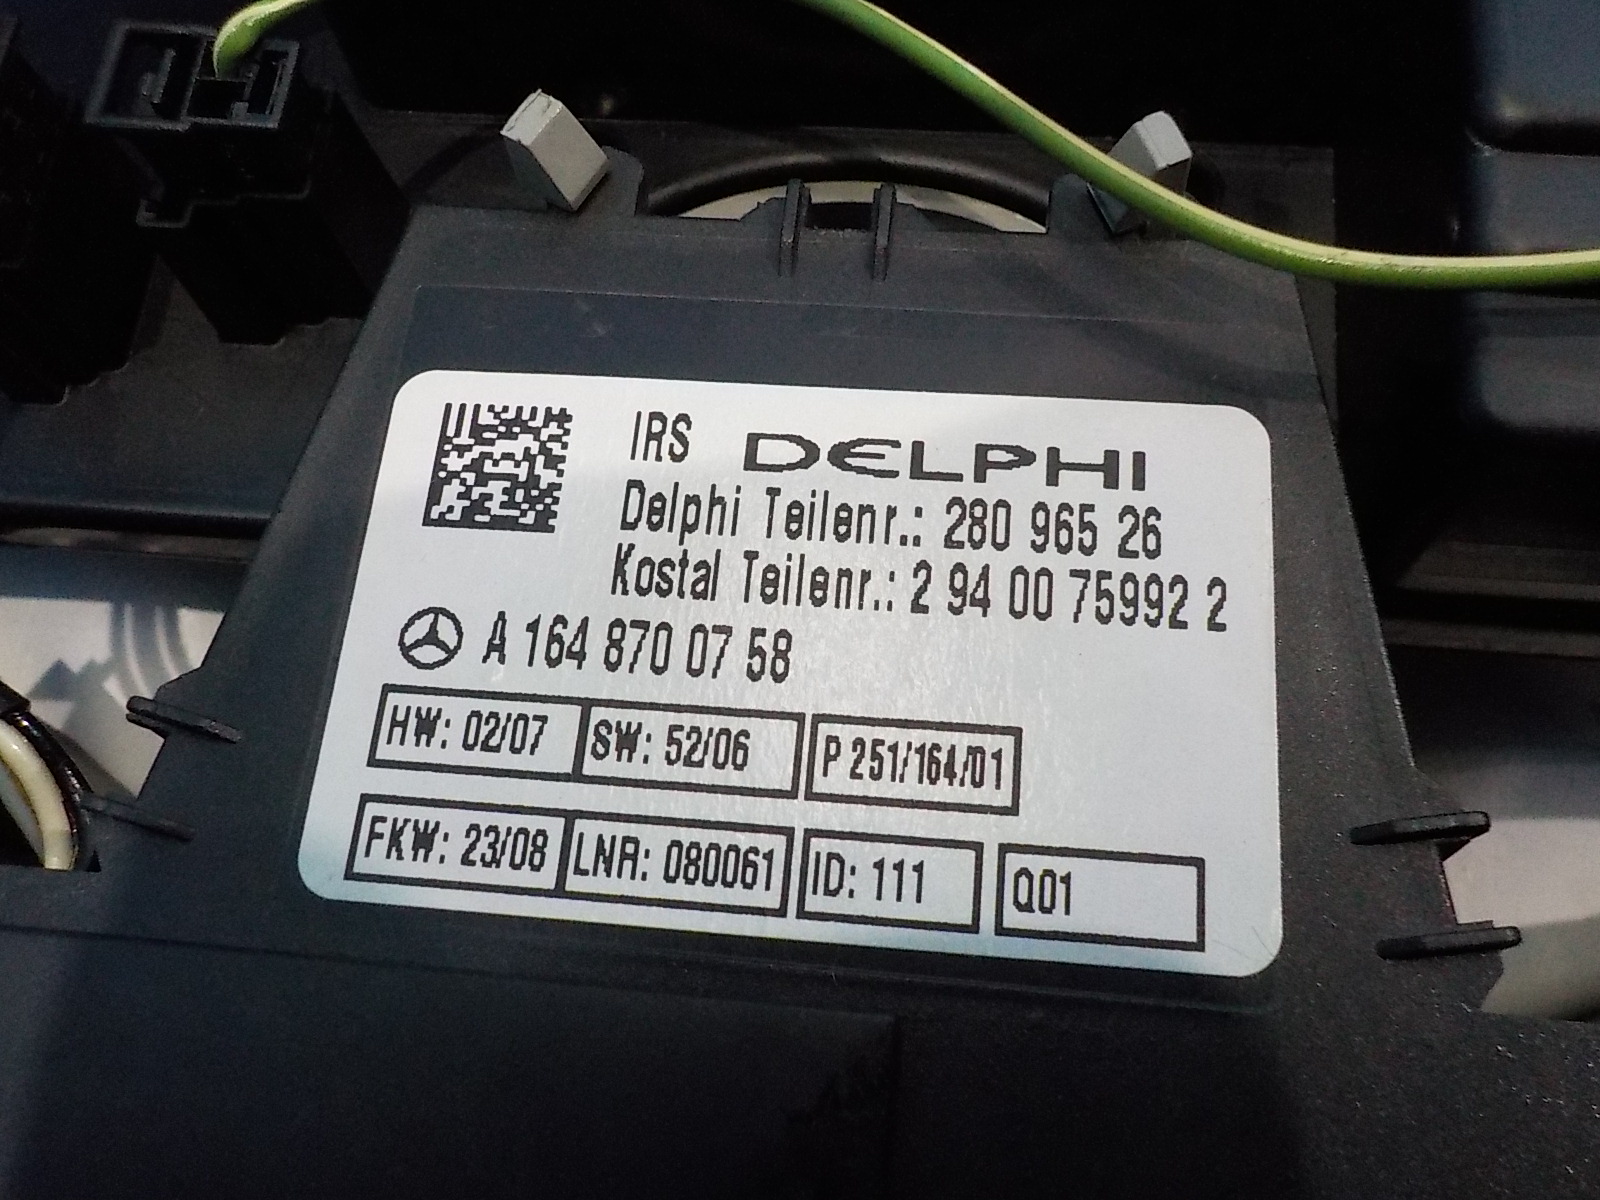 IRS DELPHI
Delphi Teilenr.: 280 965 26
Kostal Teilenr.: 2 94 00 75992 2
A 164 870 07 58
HW: 02/07 SW: 52/06 P 251/164/01
FKW: 23/08 LNR: 080061 ID: 111 Q01